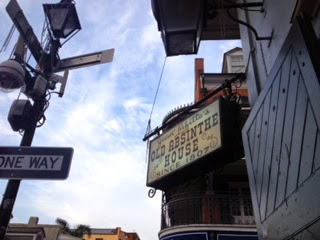 ONE WAY
OLD ABSINTHE
HOUSE
SINCE 1807